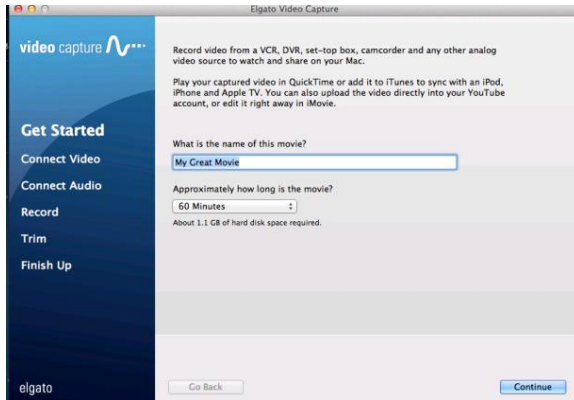 Elgato Video Capture
video capture
Get Started
Connect Video
Connect Audio
Record
Trim
Finish Up
elgato
Record video from a VCR, DVR, set-top box, camcorder and any other analog
video source to watch and share on your Mac.
Play your captured video in QuickTime or add it to iTunes to sync with an iPod,
iPhone and Apple TV. You can also upload the video directly into your YouTube
account, or edit it right away in iMovie.
What is the name of this movie?
My Great Movie
Approximately how long is the movie?
60 Minutes
About 1.1 GB of hard disk space required.
Go Back
Continue